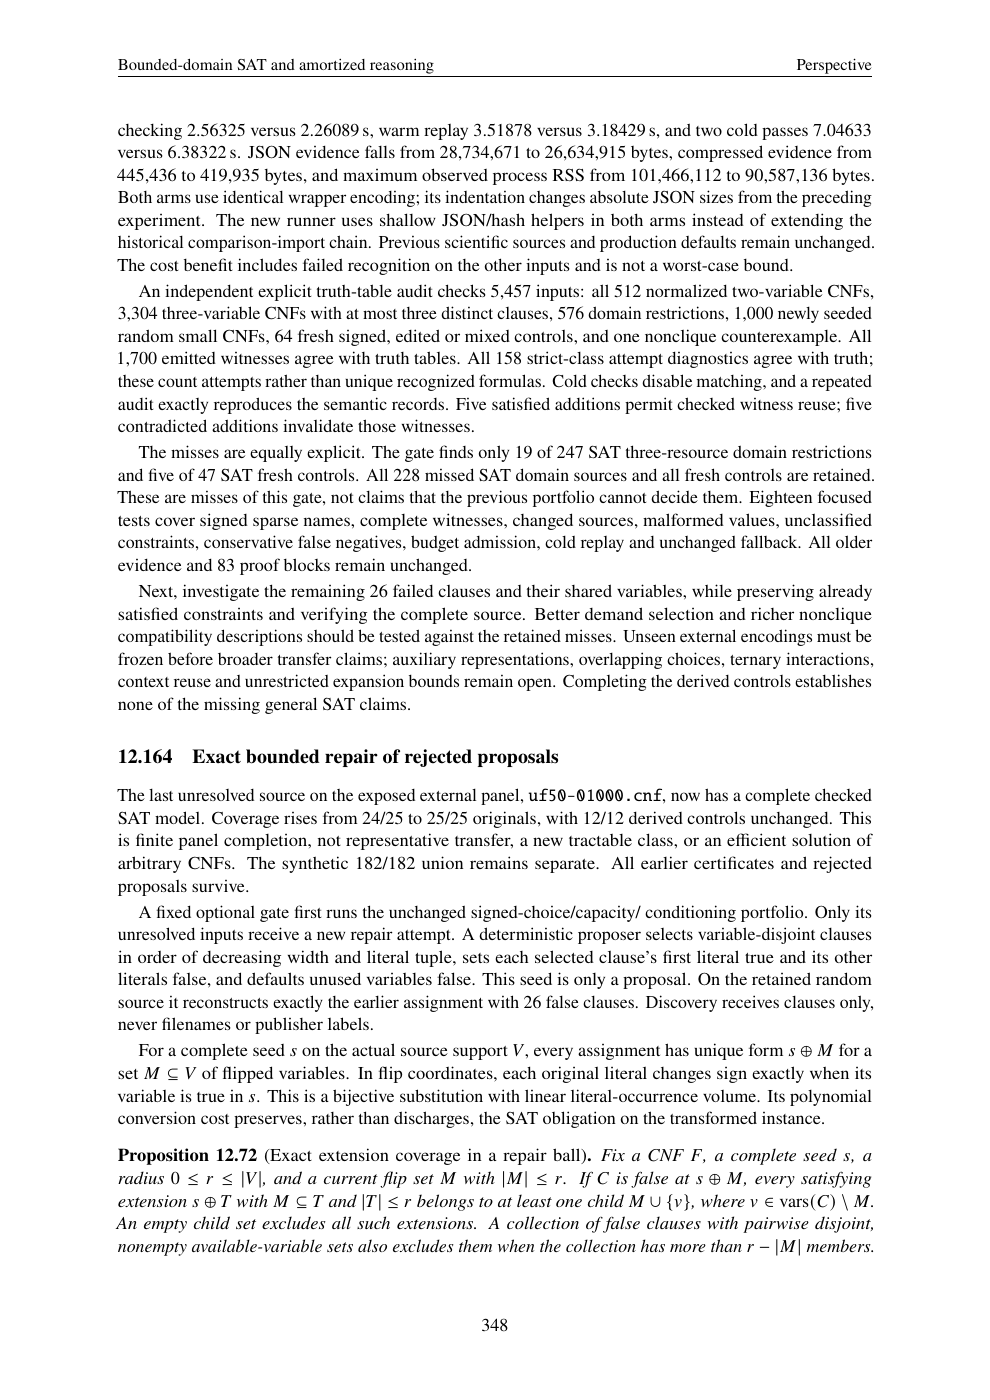 Bounded-domain SAT and amortized reasoning Perspective
checking 2.56325 versus 2.26089 s, warm replay 3.51878 versus 3.18429 s, and two cold passes 7.04633
versus 6.38322 s. JSON evidence falls from 28,734,671 to 26,634,915 bytes, compressed evidence from
445,436 to 419,935 bytes, and maximum observed process RSS from 101,466,112 to 90,587,136 bytes.
Both arms use identical wrapper encoding; its indentation changes absolute JSON sizes from the preceding
experiment. The new runner uses shallow JSON/hash helpers in both arms instead of extending the
historical comparison-import chain. Previous scientific sources and production defaults remain unchanged.
The cost benefit includes failed recognition on the other inputs and is not a worst-case bound.
An independent explicit truth-table audit checks 5,457 inputs: all 512 normalized two-variable CNFs,
3,304 three-variable CNFs with at most three distinct clauses, 576 domain restrictions, 1,000 newly seeded
random small CNFs, 64 fresh signed, edited or mixed controls, and one nonclique counterexample. All
1,700 emitted witnesses agree with truth tables. All 158 strict-class attempt diagnostics agree with truth;
these count attempts rather than unique recognized formulas. Cold checks disable matching, and a repeated
audit exactly reproduces the semantic records. Five satisfied additions permit checked witness reuse; five
contradicted additions invalidate those witnesses.
The misses are equally explicit. The gate finds only 19 of 247 SAT three-resource domain restrictions
and five of 47 SAT fresh controls. All 228 missed SAT domain sources and all fresh controls are retained.
These are misses of this gate, not claims that the previous portfolio cannot decide them. Eighteen focused
tests cover signed sparse names, complete witnesses, changed sources, malformed values, unclassified
constraints, conservative false negatives, budget admission, cold replay and unchanged fallback. All older
evidence and 83 proof blocks remain unchanged.
Next, investigate the remaining 26 failed clauses and their shared variables, while preserving already
satisfied constraints and verifying the complete source. Better demand selection and richer nonclique
compatibility descriptions should be tested against the retained misses. Unseen external encodings must be
frozen before broader transfer claims; auxiliary representations, overlapping choices, ternary interactions,
context reuse and unrestricted expansion bounds remain open. Completing the derived controls establishes
none of the missing general SAT claims.
12.164 Exact bounded repair of rejected proposals
The last unresolved source on the exposed external panel, uf50-01000.cnf, now has a complete checked
SAT model. Coverage rises from 24/25 to 25/25 originals, with 12/12 derived controls unchanged. This
is finite panel completion, not representative transfer, a new tractable class, or an efficient solution of
arbitrary CNFs. The synthetic 182/182 union remains separate. All earlier certificates and rejected
proposals survive.
A fixed optional gate first runs the unchanged signed-choice/capacity/ conditioning portfolio. Only its
unresolved inputs receive a new repair attempt. A deterministic proposer selects variable-disjoint clauses
in order of decreasing width and literal tuple, sets each selected clause’s first literal true and its other
literals false, and defaults unused variables false. This seed is only a proposal. On the retained random
source it reconstructs exactly the earlier assignment with 26 false clauses. Discovery receives clauses only,
never filenames or publisher labels.
For a complete seed s on the actual source support V, every assignment has unique form s ⊕ M for a
set M ⊆ V of flipped variables. In flip coordinates, each original literal changes sign exactly when its
variable is true in s. This is a bijective substitution with linear literal-occurrence volume. Its polynomial
conversion cost preserves, rather than discharges, the SAT obligation on the transformed instance.
Proposition 12.72 (Exact extension coverage in a repair ball). Fix a CNF F, a complete seed s, a
radius 0 ≤ r ≤ |V|, and a current flip set M with |M| ≤ r. If C is false at s ⊕ M, every satisfying
extension s ⊕ T with M ⊆ T and |T| ≤ r belongs to at least one child M ∪ {v}, where v ∈ vars(C) \ M.
An empty child set excludes all such extensions. A collection of false clauses with pairwise disjoint,
nonempty available-variable sets also excludes them when the collection has more than r − |M| members.
348